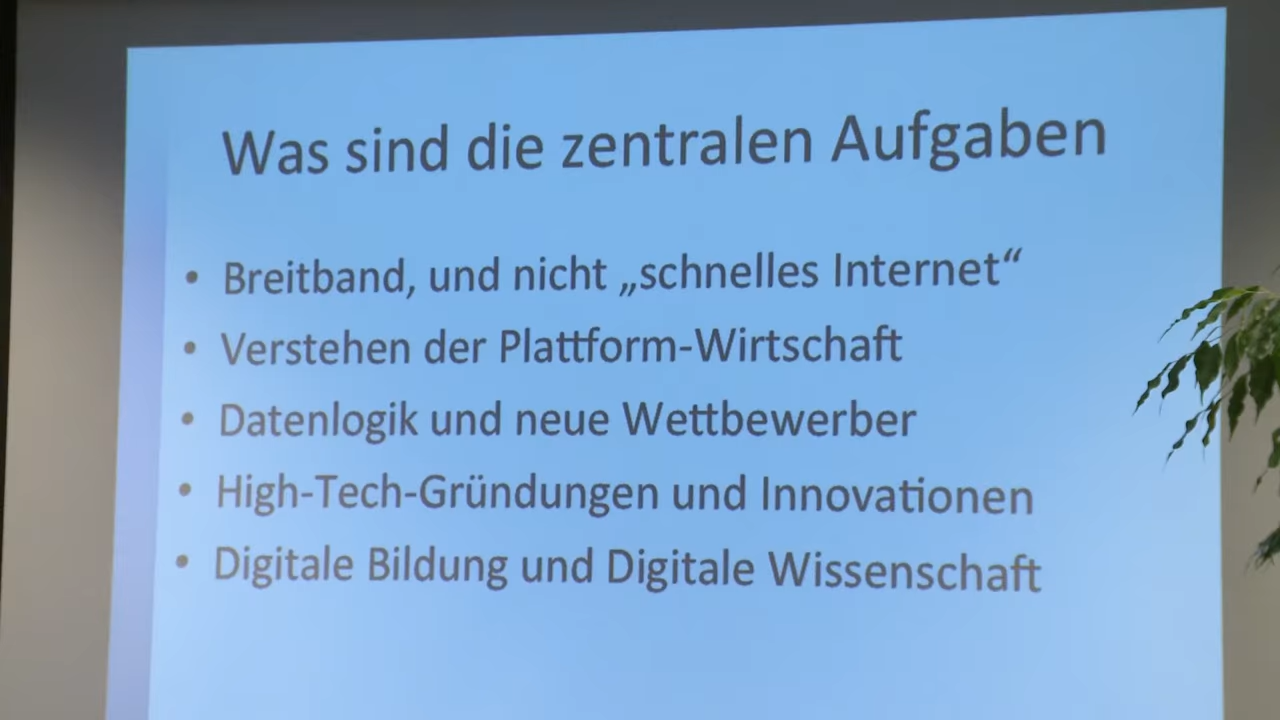 Was sind die zentralen Aufgaben
• Breitband, und nicht „schnelles Internet“
• Verstehen der Plattform-Wirtschaft
• Datenlogik und neue Wettbewerber
• High-Tech-Gründungen und Innovationen
• Digitale Bildung und Digitale Wissenschaft